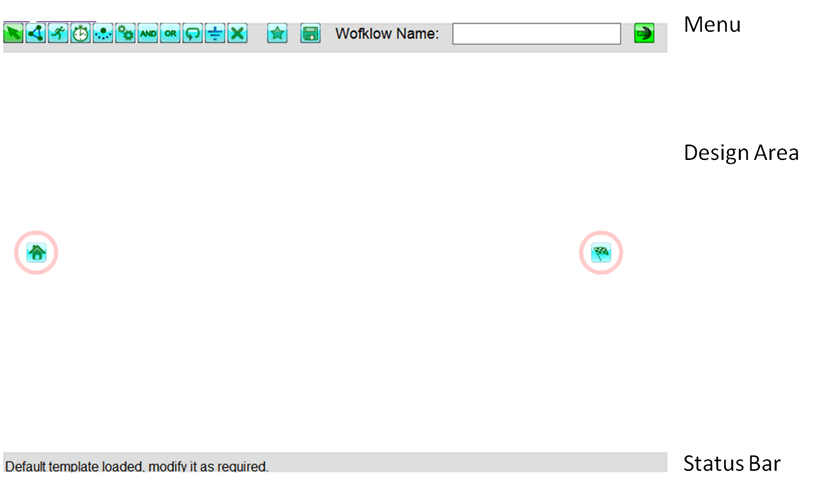 AND OR Wofklow Name: Menu
Design Area
Default template loaded, modify it as required. Status Bar